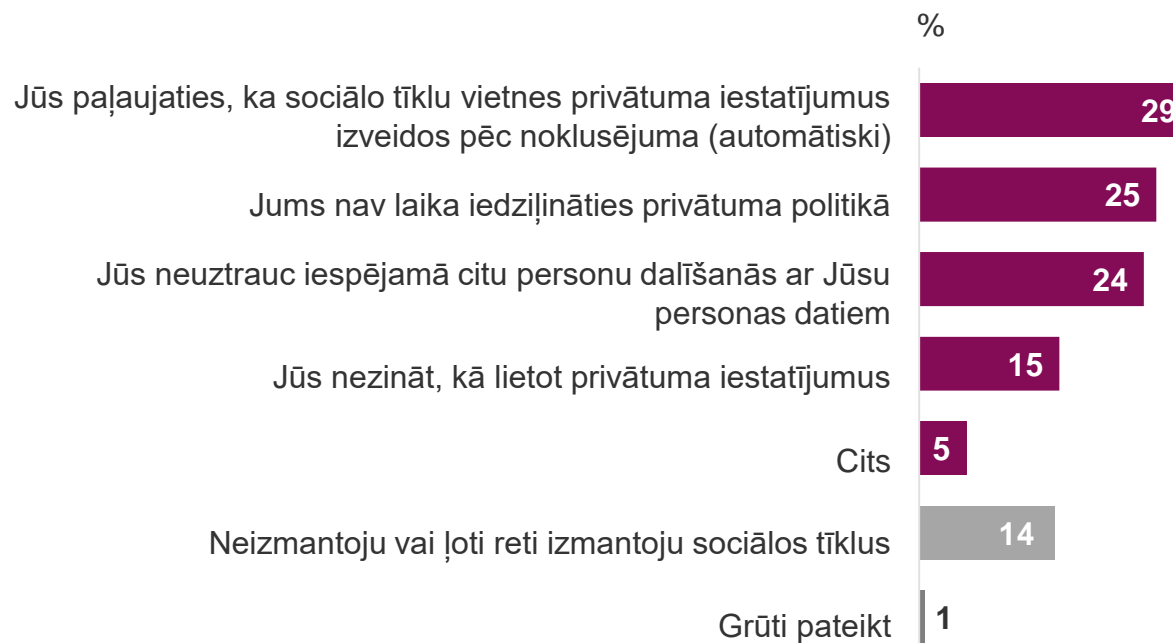 %
Jūs paļaujaties, ka sociālo tīklu vietnes privātuma iestatījumus
izveidos pēc noklusējuma (automātiski)
29
Jums nav laika iedziļināties privātuma politikā
25
Jūs neuztrauc iespējamā citu personu dalīšanās ar Jūsu
personas datiem
24
Jūs nezināt, kā lietot privātuma iestatījumus
15
Cits
5
Neizmantoju vai ļoti reti izmantoju sociālos tīklus
14
Grūti pateikt
1